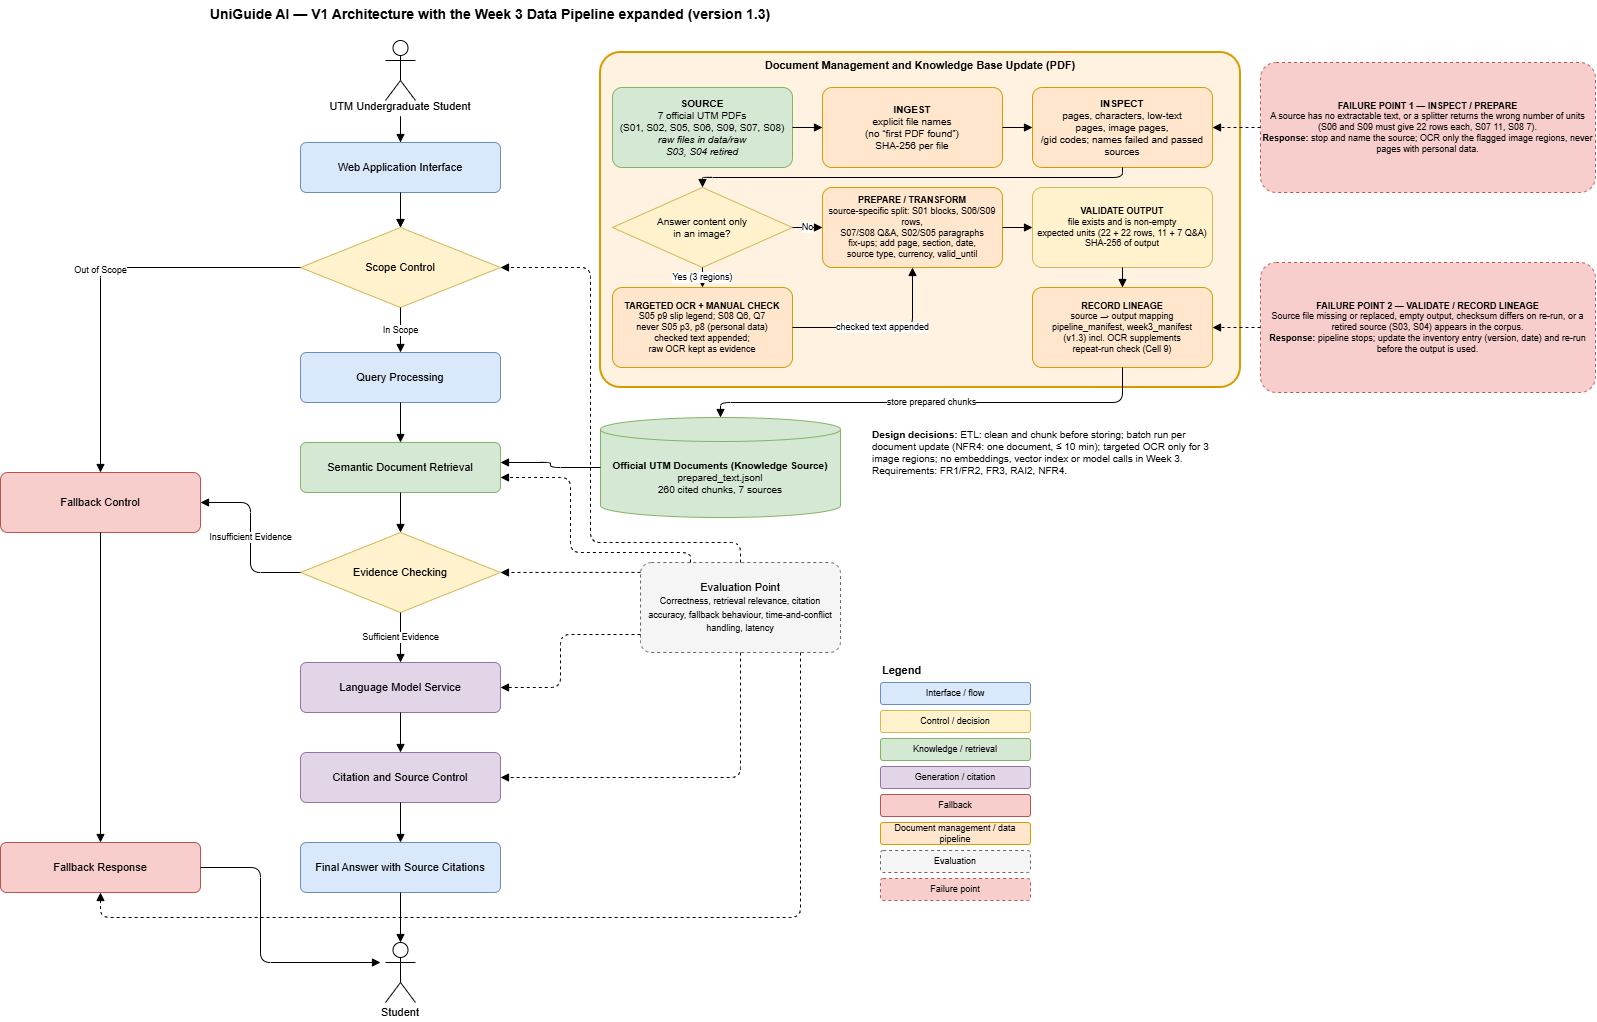 UniGuide AI — V1 Architecture with the Week 3 Data Pipeline expanded (version 1.3)
UTM Undergraduate Student
Web Application Interface
Scope Control
Out of Scope
In Scope
Query Processing
Semantic Document Retrieval
Fallback Control
Insufficient Evidence
Evidence Checking
Sufficient Evidence
Language Model Service
Citation and Source Control
Fallback Response
Final Answer with Source Citations
Student
Document Management and Knowledge Base Update (PDF)
SOURCE
7 official UTM PDFs
(S01, S02, S05, S06, S09, S07, S08)
raw files in data/raw
S03, S04 retired
INGEST
explicit file names
(no "first PDF found")
SHA-256 per file
INSPECT
pages, characters, low-text
pages, image pages,
/gid codes; names failed and passed
sources
Answer content only
in an image?
No
Yes (3 regions)
PREPARE / TRANSFORM
source-specific split: S01 blocks, S06/S09
rows,
S07/S08 Q&A, S02/S05 paragraphs
fix-ups; add page, section, date,
source type, currency, valid_until
VALIDATE OUTPUT
file exists and is non-empty
expected units (22 + 22 rows, 11 + 7 Q&A)
SHA-256 of output
TARGETED OCR + MANUAL CHECK
S05 p9 slip legend; S08 Q6, Q7
never S05 p3, p8 (personal data)
checked text appended;
raw OCR kept as evidence
checked text appended
RECORD LINEAGE
source → output mapping
pipeline_manifest, week3_manifest
(v1.3) incl. OCR supplements
repeat-run check (Cell 9)
FAILURE POINT 1 — INSPECT / PREPARE
A source has no extractable text, or a splitter returns the wrong number of units
(S06 and S09 must give 22 rows each, S07 11, S08 7).
Response: stop and name the source; OCR only the flagged image regions, never
pages with personal data.
FAILURE POINT 2 — VALIDATE / RECORD LINEAGE
Source file missing or replaced, empty output, checksum differs on re-run, or a
retired source (S03, S04) appears in the corpus.
Response: pipeline stops; update the inventory entry (version, date) and re-run
before the output is used.
store prepared chunks
Official UTM Documents (Knowledge Source)
prepared_text.jsonl
260 cited chunks, 7 sources
Design decisions: ETL: clean and chunk before storing; batch run per
document update (NFR4: one document, ≤ 10 min); targeted OCR only for 3
image regions; no embeddings, vector index or model calls in Week 3.
Requirements: FR1/FR2, FR3, RAI2, NFR4.
Evaluation Point
Correctness, retrieval relevance, citation
accuracy, fallback behaviour, time-and-conflict
handling, latency
Legend
Interface / flow
Control / decision
Knowledge / retrieval
Generation / citation
Fallback
Document management / data
pipeline
Evaluation
Failure point